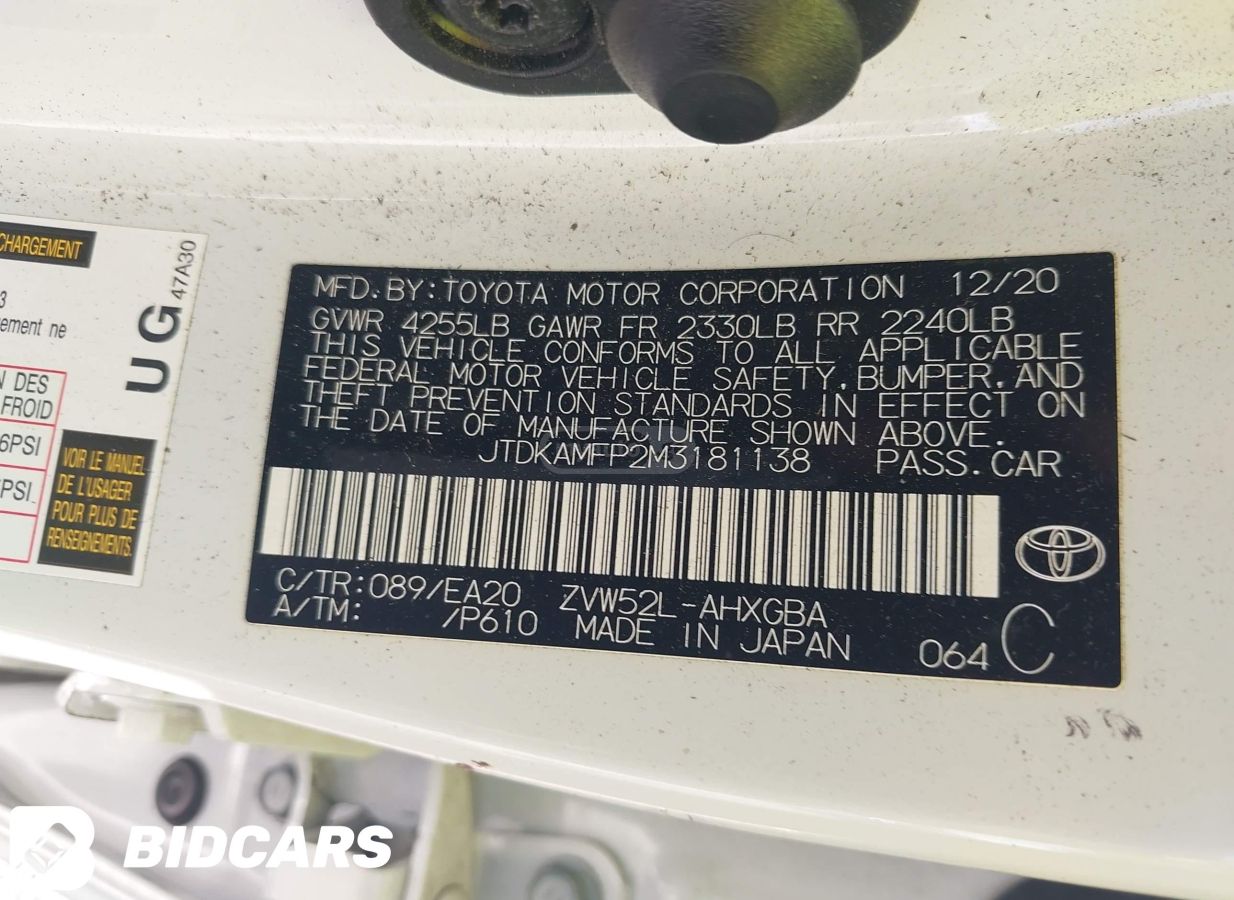 CHARGEMENT
47A30
UG
3
ement ne
N DES
FROID
6PSI
PSI
VOIR LE MANUEL
DE L'USAGER
POUR PLUS DE
RENSEIGNEMENTS.
MFD.BY:TOYOTA MOTOR CORPORATION 12/20
GVWR 4255LB GAWR FR 2330LB RR 2240LB
THIS VEHICLE CONFORMS TO ALL APPLICABLE
FEDERAL MOTOR VEHICLE SAFETY,BUMPER,AND
THEFT PREVENTION STANDARDS IN EFFECT ON
THE DATE OF MANUFACTURE SHOWN ABOVE.
JTDKAMFP2M3181138 PASS.CAR
C/TR:089/EA20 ZVW52L-AHXGBA
A/TM: /P610 MADE IN JAPAN 064 C
BIDCARS